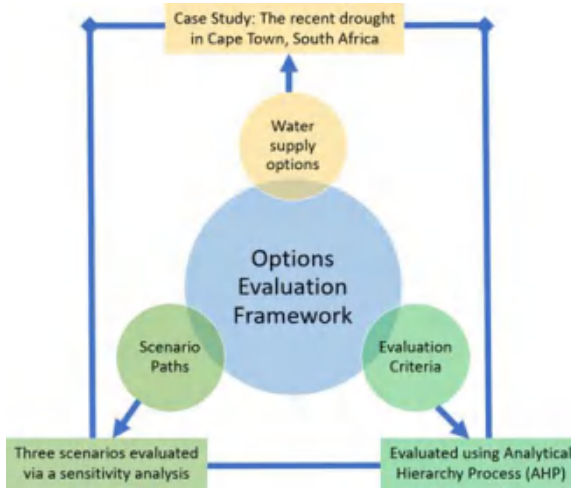 Case Study: The recent drought
in Cape Town, South Africa
Water
supply
options
Options
Evaluation
Framework
Scenario
Paths
Evaluation
Criteria
Three scenarios evaluated
via a sensitivity analysis
Evaluated using Analytical
Hierarchy Process (AHP)